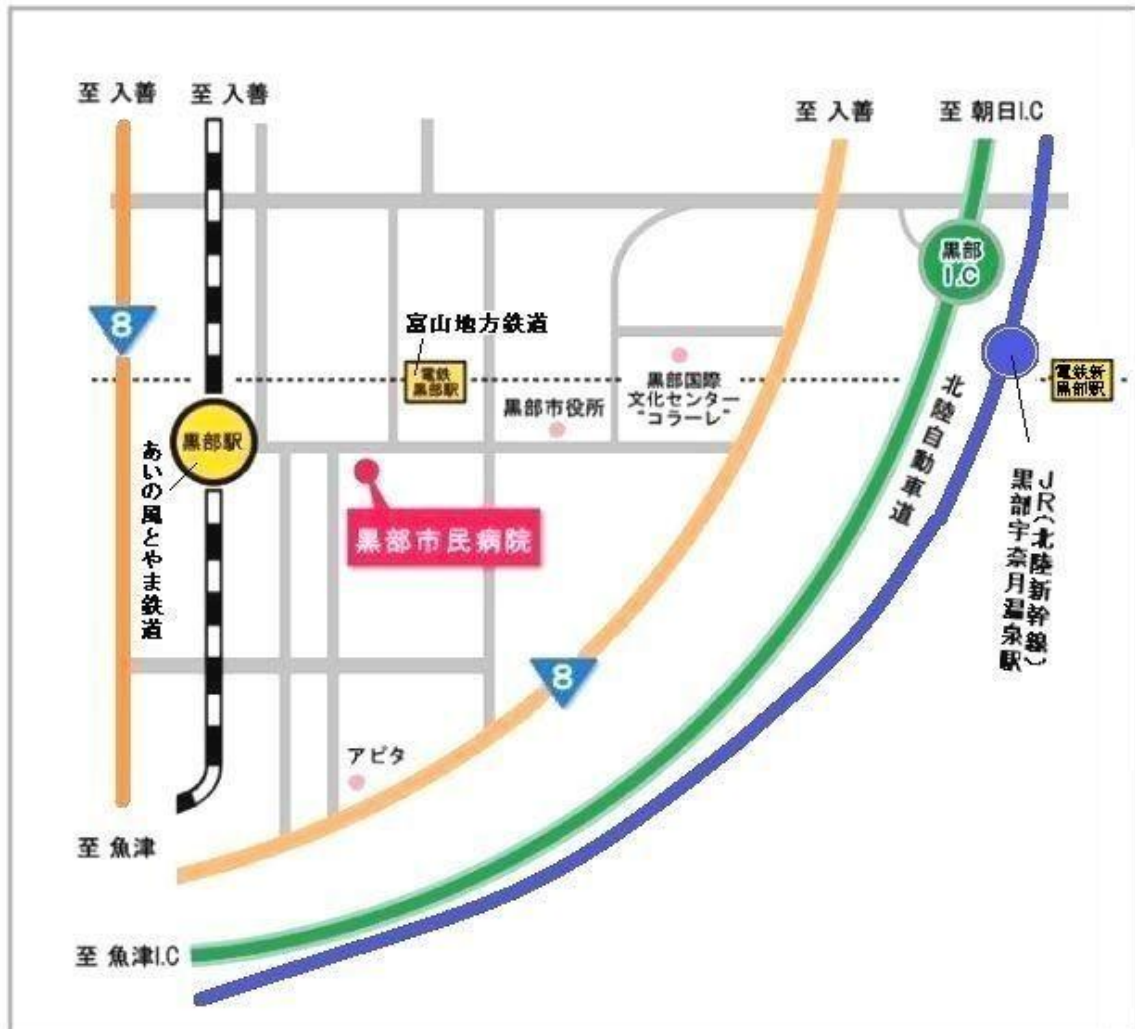 至 入善
至 入善
至 入善
至 朝日I.C
黒部
I.C
8
富山地方鉄道
電鉄
黒部駅
黒部国際
文化センター
"コラーレ"
電鉄新
黒部駅
黒部市役所
黒部駅
あいの風とやま鉄道
北陸自動車道
JR(北陸新幹線)
黒部宇奈月温泉駅
黒部市民病院
8
アピタ
至 魚津
至 魚津I.C